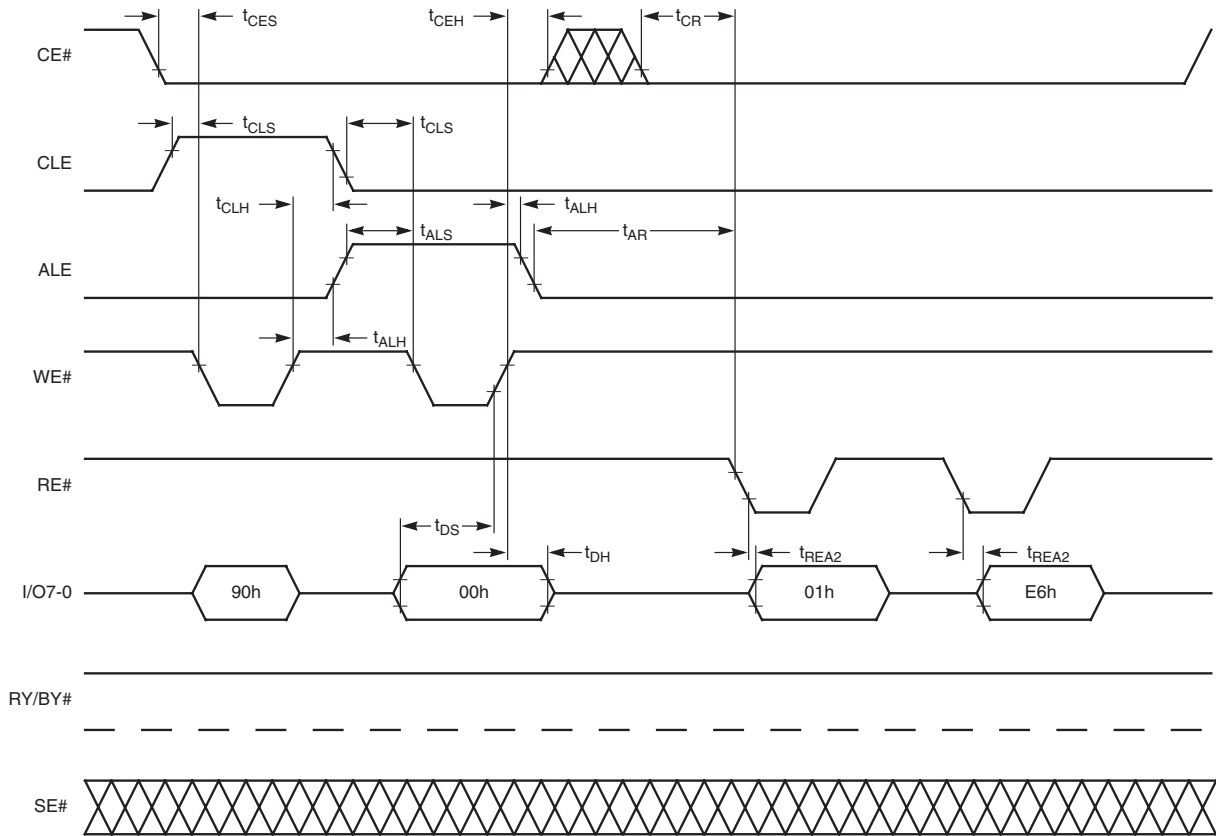 tCES tCEH tCR
CE#
tCLS tCLS
CLE
tCLH tALH
tALS tAR
ALE
tALH
WE#
RE#
tDS
tDH tREA2 tREA2
I/O7-0 90h 00h 01h E6h
RY/BY#
SE#